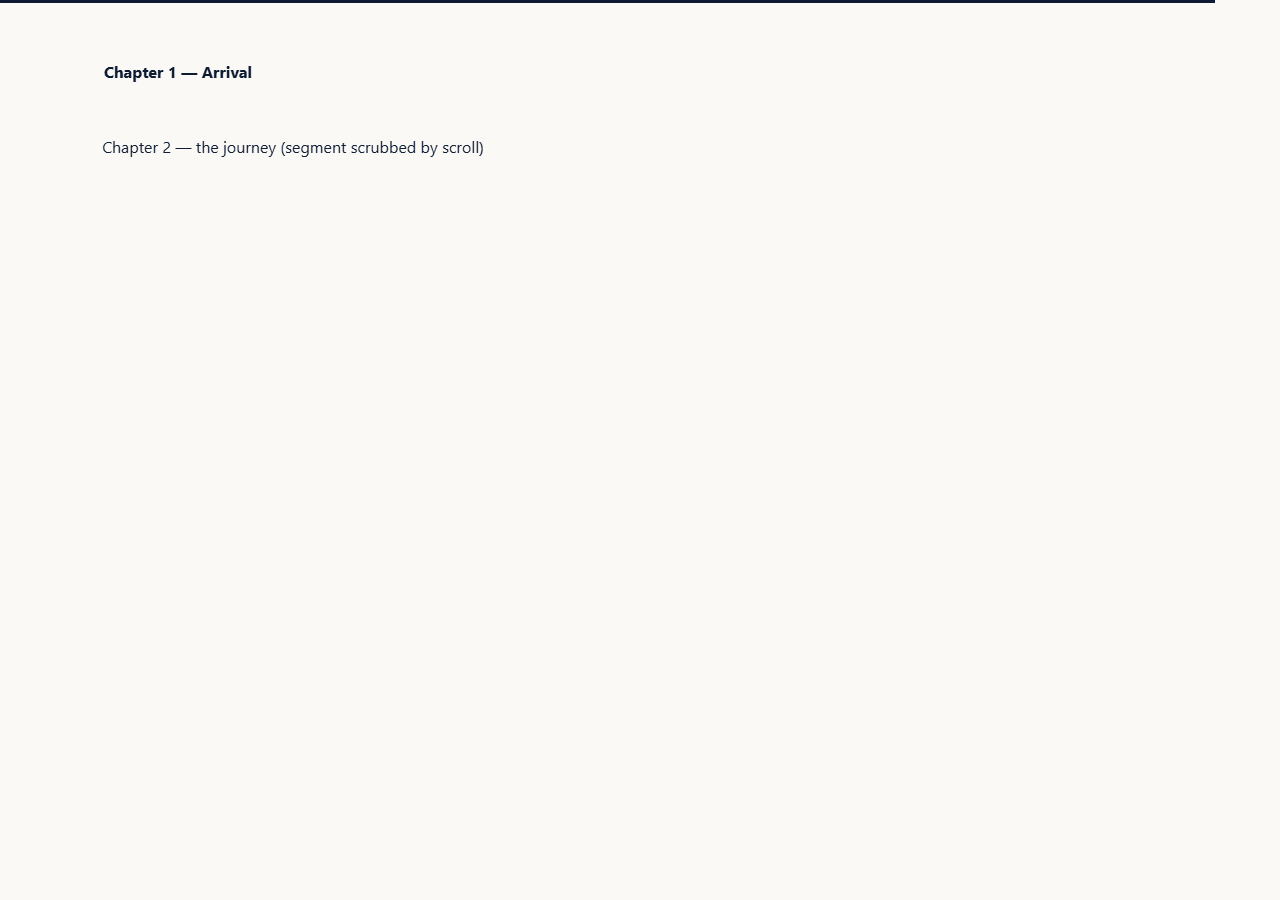 Chapter 1 — Arrival
Chapter 2 — the journey (segment scrubbed by scroll)